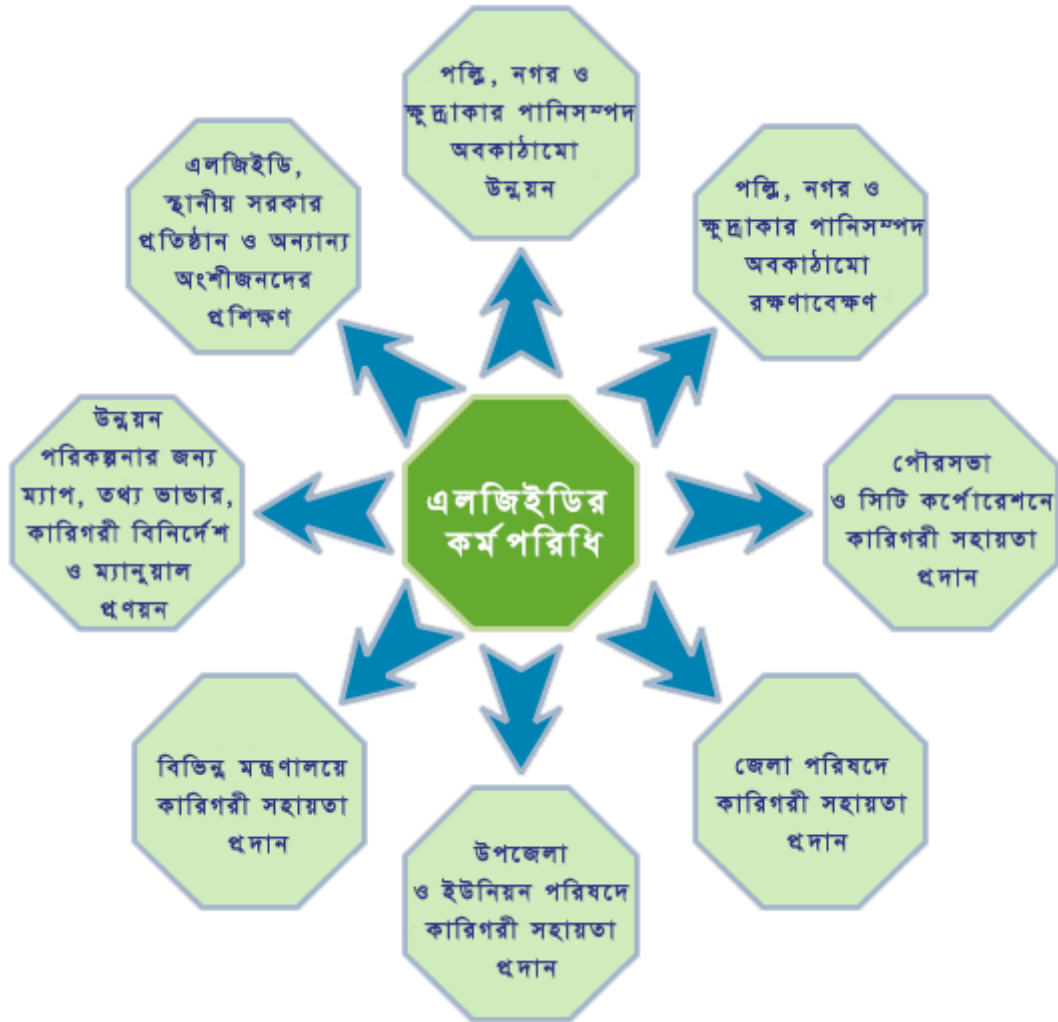 পল্লি, নগর ও
ক্ষুদ্রাকার পানিসম্পদ
অবকাঠামো
উন্নয়ন
পল্লি, নগর ও
ক্ষুদ্রাকার পানিসম্পদ
অবকাঠামো
রক্ষণাবেক্ষণ
পৌরসভা
ও সিটি কর্পোরেশনে
কারিগরী সহায়তা
প্রদান
জেলা পরিষদে
কারিগরী সহায়তা
প্রদান
উপজেলা
ও ইউনিয়ন পরিষদে
কারিগরী সহায়তা
প্রদান
বিভিন্ন মন্ত্রণালয়ে
কারিগরী সহায়তা
প্রদান
উন্নয়ন
পরিকল্পনার জন্য
ম্যাপ, তথ্য ভান্ডার,
কারিগরী বিনির্দেশ
ও ম্যানুয়াল
প্রণয়ন
এলজিইডি,
স্থানীয় সরকার
প্রতিষ্ঠান ও অন্যান্য
অংশীজনদের
প্রশিক্ষণ
এলজিইডির
কর্ম পরিধি